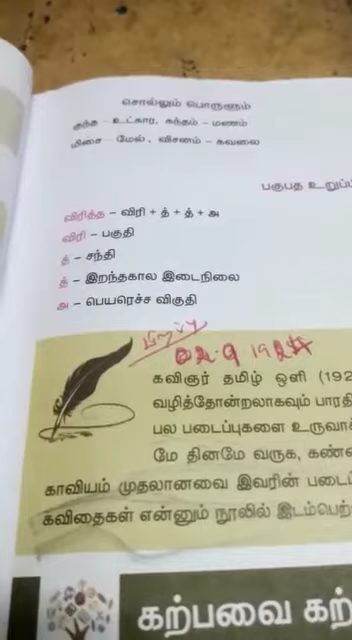 சொல்லும் பொருளும்
குந்த – உட்கார, கந்தம் – மணம்
மிசை – மேல், விசனம் – கவலை
பகுபத உறுப்
விரித்த – விரி + த் + த் + அ
விரி – பகுதி
த் – சந்தி
த் – இறந்தகால இடைநிலை
அ – பெயரெச்ச விகுதி
பிறப்பு
கவிஞர் தமிழ் ஒளி (192
வழித்தோன்றலாகவும் பாரதி
பல படைப்புகளை உருவாக்
மே தினமே வருக, கண்ண
காவியம் முதலானவை இவரின் படைப்
கவிதைகள் என்னும் நூலில் இடம்பெற்
கற்பவை கற்